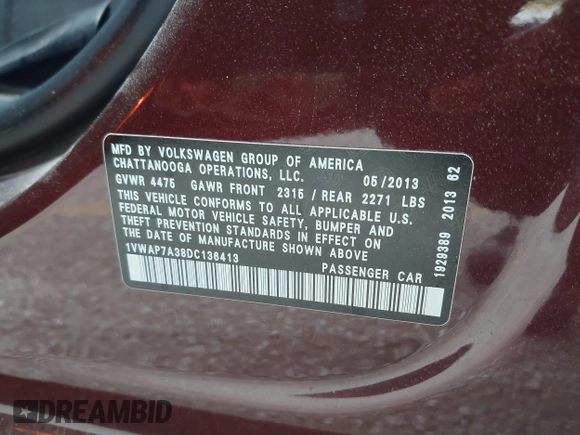 MFD BY VOLKSWAGEN GROUP OF AMERICA
CHATTANOOGA OPERATIONS, LLC.
05/2013
GVWR 4475 GAWR FRONT 2315 / REAR 2271 LBS
THIS VEHICLE CONFORMS TO ALL APPLICABLE U.S.
FEDERAL MOTOR VEHICLE SAFETY, BUMPER AND
THEFT PREVENTION STANDARDS IN EFFECT ON
THE DATE OF MANUFACTURE SHOWN ABOVE
1VWAP7A38DC136413
PASSENGER CAR
1929389 2013 62
DREAMBID